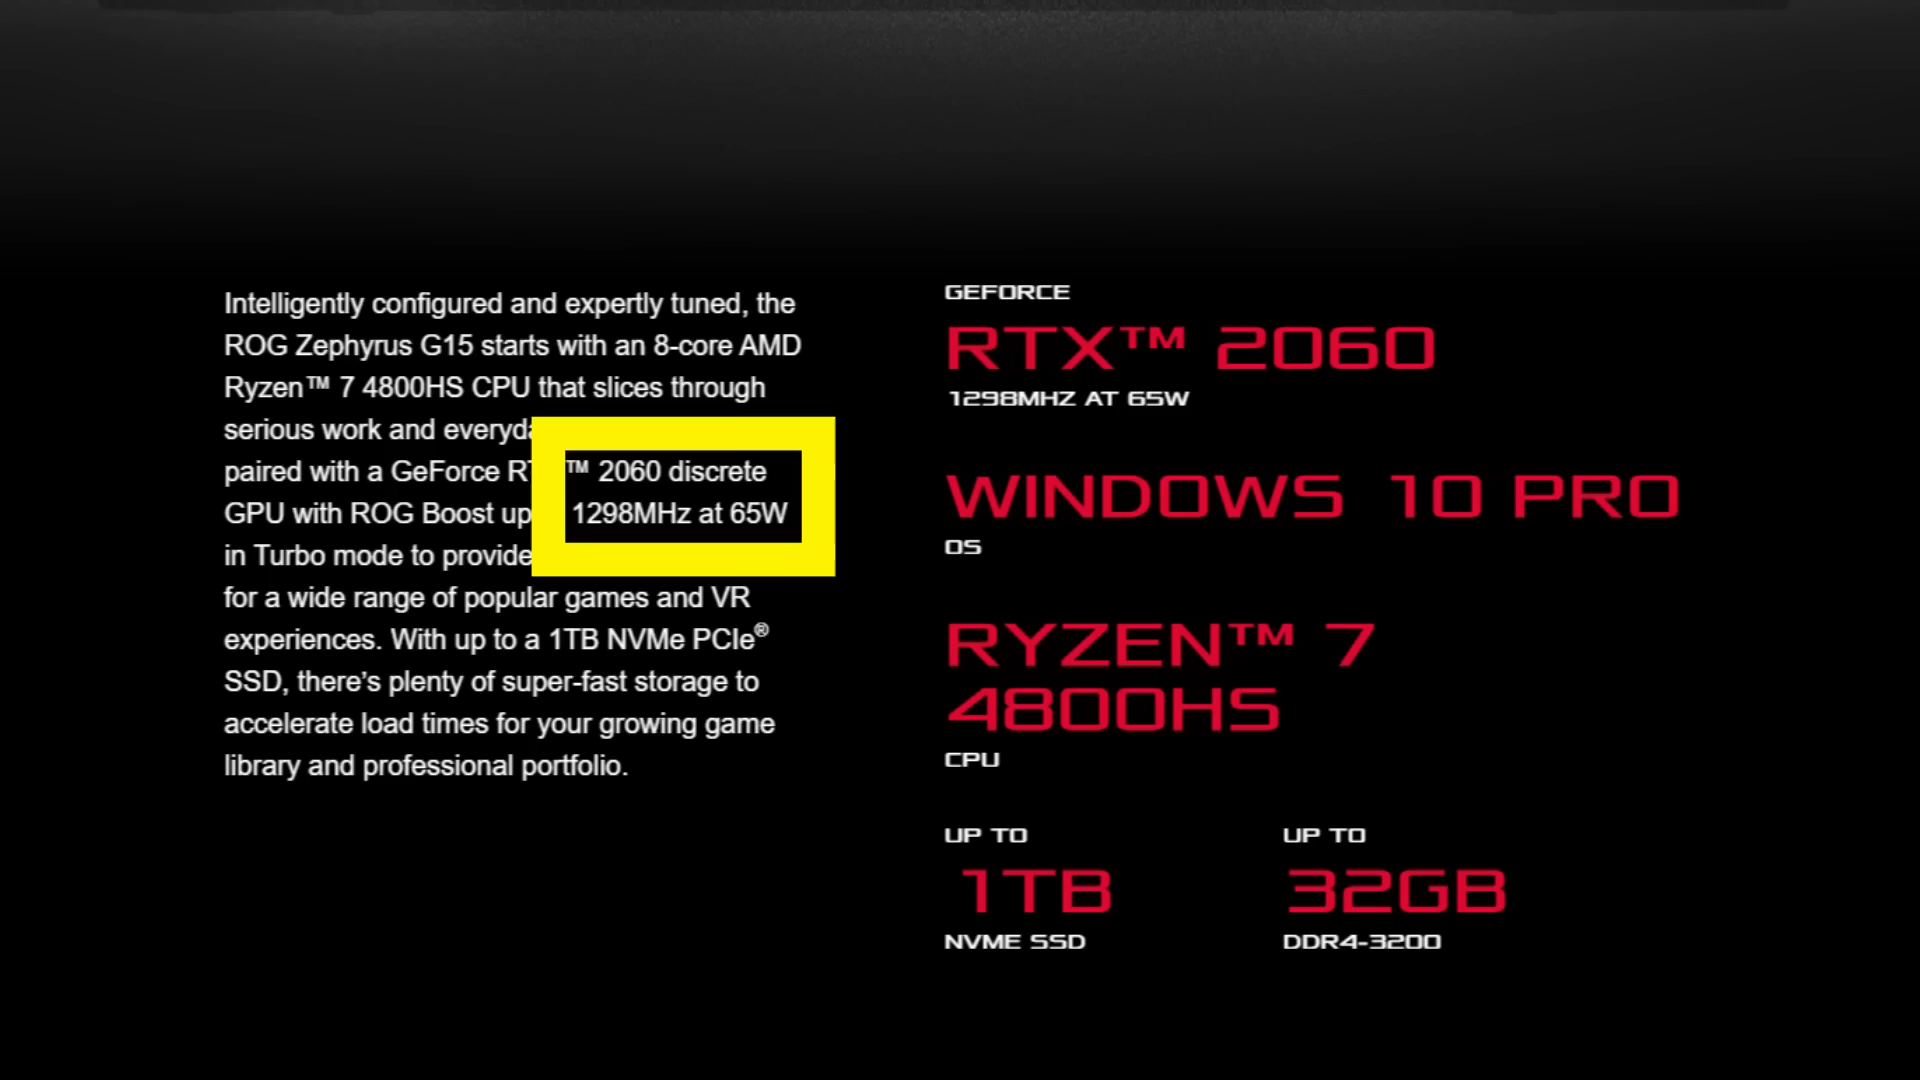 Intelligently configured and expertly tuned, the
ROG Zephyrus G15 starts with an 8-core AMD
Ryzen™ 7 4800HS CPU that slices through
serious work and
paired with a GeForce ™ 2060 discrete
GPU with ROG Boost up 1298MHz at 65W
in Turbo mode to provide
for a wide range of popular games and VR
experiences. With up to a 1TB NVMe PCIe®
SSD, there's plenty of super-fast storage to
accelerate load times for your growing game
library and professional portfolio.
GEFORCE
RTX™ 2060
1298MHZ AT 65W
WINDOWS 10 PRO
OS
RYZEN™ 7
4800HS
CPU
UP TO
1TB
NVME SSD
UP TO
32GB
DDR4-3200